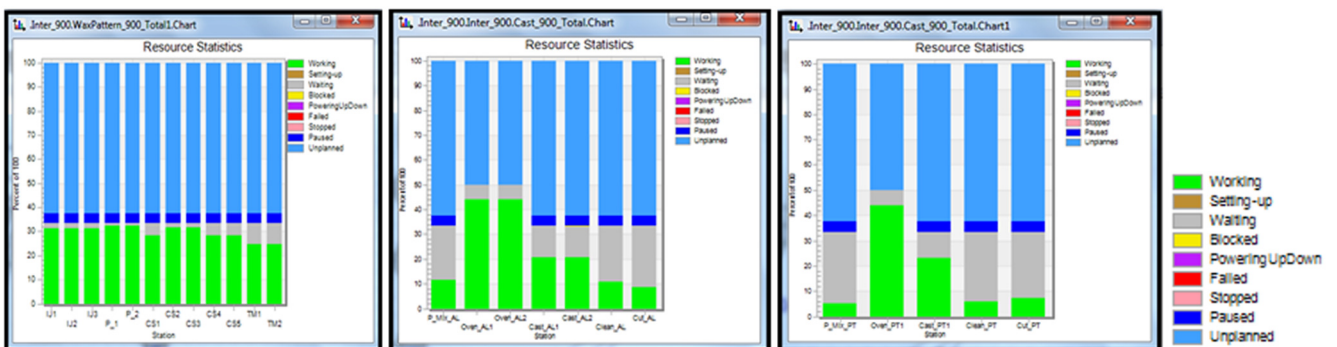 .Inter_900.WaxPattern_900_Total1.Chart
Resource Statistics
100
90
80
70
60
50
40
30
20
10
0
Percent of 100
IJ1
IJ2
IJ3
P_1
P_2
CS1
CS2
CS3
CS4
CS5
TM1
TM2
Station
Working
Setting-up
Waiting
Blocked
PoweringUpDown
Failed
Stopped
Paused
Unplanned
.Inter_900.Inter_900.Cast_900_Total.Chart
Resource Statistics
100
90
80
70
60
50
40
30
20
10
0
Percent of 100
P_Mix_AL
Oven_AL1
Oven_AL2
Cast_AL1
Cast_AL2
Clean_AL
Cut_AL
Station
Working
Setting-up
Waiting
Blocked
PoweringUpDown
Failed
Stopped
Paused
Unplanned
.Inter_900.Inter_900.Cast_900_Total.Chart1
Resource Statistics
100
90
80
70
60
50
40
30
20
10
0
Percent of 100
P_Mix_PT
Oven_PT1
Cast_PT1
Clean_PT
Cut_PT
Station
Working
Setting-up
Waiting
Blocked
PoweringUpDown
Failed
Stopped
Paused
Unplanned
Working
Setting-up
Waiting
Blocked
PoweringUpDown
Failed
Stopped
Paused
Unplanned